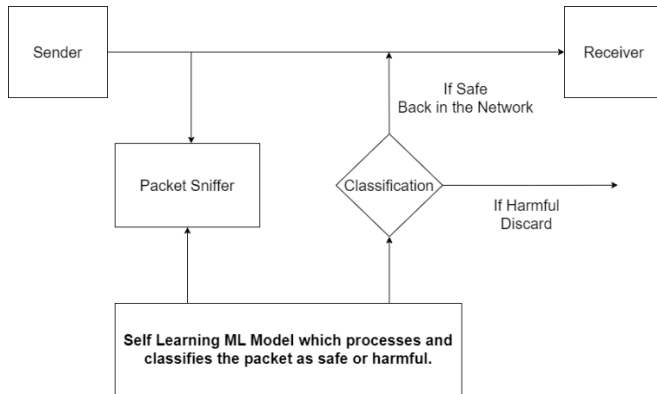 Sender
Receiver
If Safe
Back in the Network
Packet Sniffer
Classification
If Harmful
Discard
Self Learning ML Model which processes and
classifies the packet as safe or harmful.